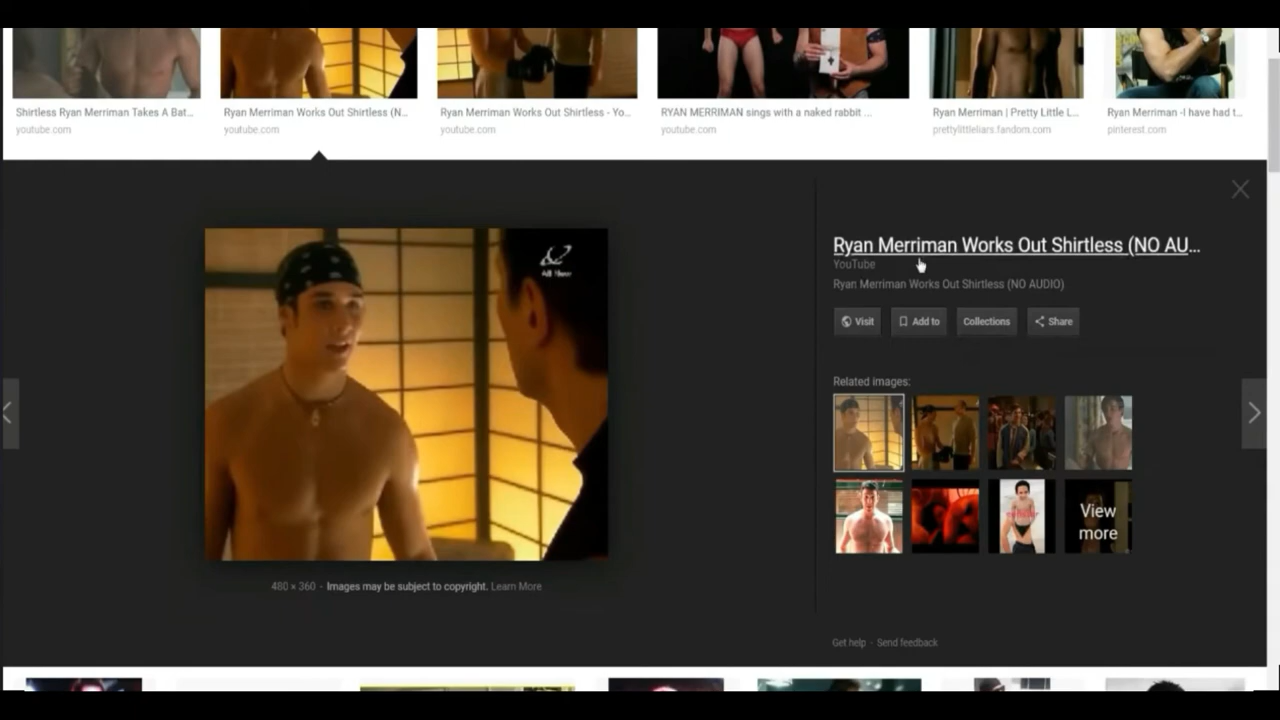 Shirtless Ryan Merriman Takes A Bat...
youtube.com
Ryan Merriman Works Out Shirtless (N...
youtube.com
Ryan Merriman Works Out Shirtless - Yo...
youtube.com
RYAN MERRIMAN sings with a naked rabbit ...
youtube.com
Ryan Merriman | Pretty Little L...
prettylittleliars.fandom.com
Ryan Merriman -I have had t...
pinterest.com
Ryan Merriman Works Out Shirtless (NO AU...
YouTube
Ryan Merriman Works Out Shirtless (NO AUDIO)
Visit
Add to
Collections
Share
Related images:
View
more
480 × 360 - Images may be subject to copyright. Learn More
Get help - Send feedback